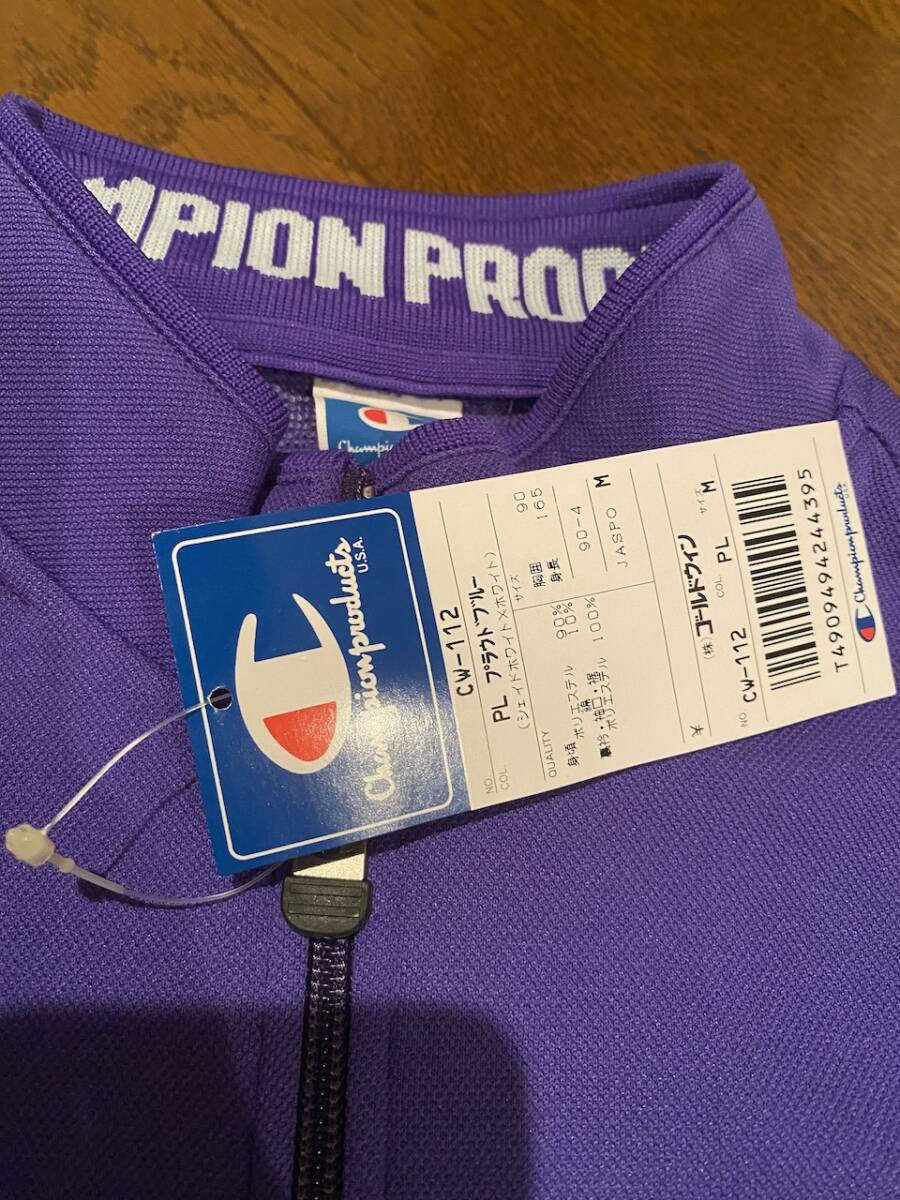 MPION PROD
Champio
Championproducts
U.S.A.
NO. CW-112
COL. PL プラウドブルー
(シェイドホワイト×ホワイト)
QUALITY
身頃 ポリエステル 90%
綿 10%
衿・袖口・裾
ポリエステル 100%
サイズ
胸囲 90
身長 165
90-4
JASPO M
¥
(株)ゴールドウィン
サイズ M
NO. CW-112
COL. PL
T4909494244395
Championproducts
U.S.A.